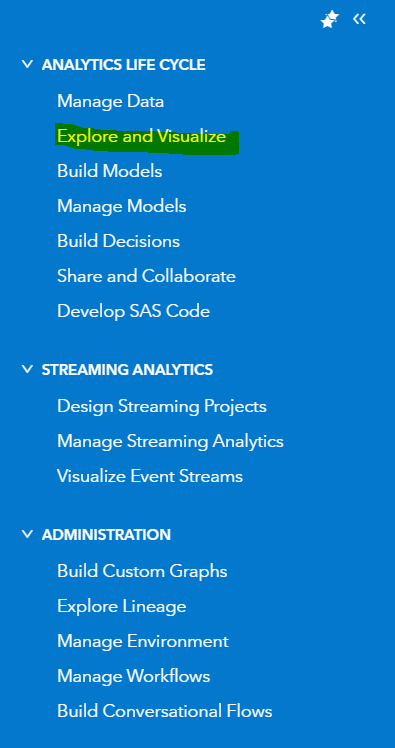 ANALYTICS LIFE CYCLE
Manage Data
Explore and Visualize
Build Models
Manage Models
Build Decisions
Share and Collaborate
Develop SAS Code
STREAMING ANALYTICS
Design Streaming Projects
Manage Streaming Analytics
Visualize Event Streams
ADMINISTRATION
Build Custom Graphs
Explore Lineage
Manage Environment
Manage Workflows
Build Conversational Flows